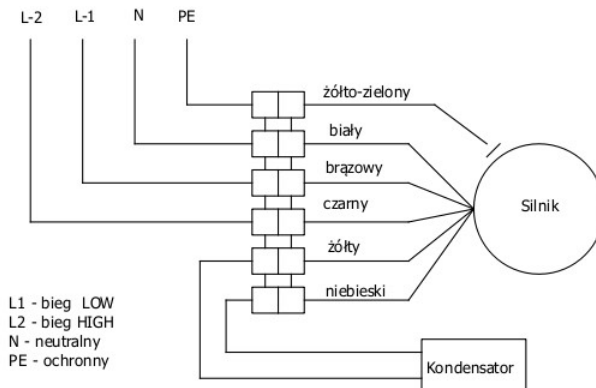 L-2 L-1 N PE
żółto-zielony
biały
brązowy
czarny
żółty
niebieski
Silnik
L1 - bieg LOW
L2 - bieg HIGH
N - neutralny
PE - ochronny
Kondensator